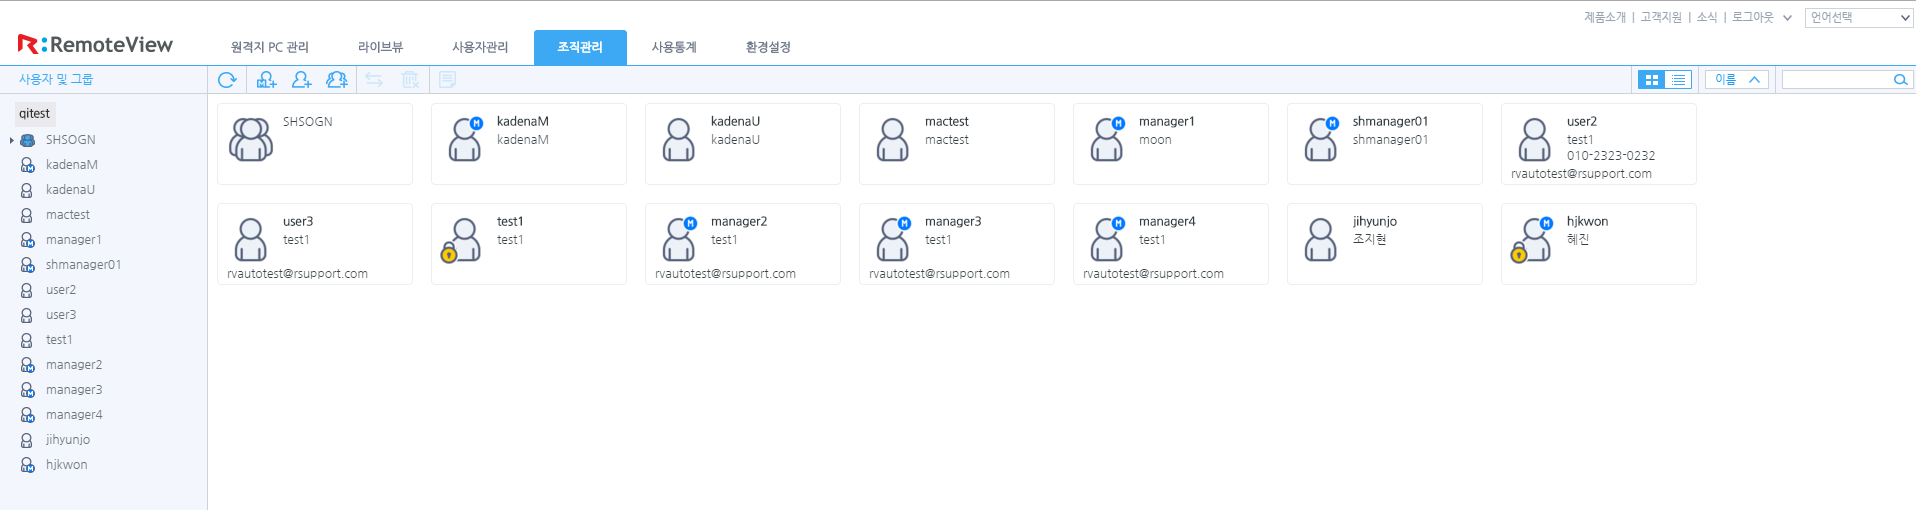 제품소개 | 고객지원 | 소식 | 로그아웃 언어선택
RemoteView 원격지 PC 관리 라이브뷰 사용자관리 조직관리 사용통계 환경설정
사용자 및 그룹 이름
qitest
SHSOGN
kadenaM
kadenaU
mactest
manager1
shmanager01
user2
user3
test1
manager2
manager3
manager4
jihyunjo
hjkwon
SHSOGN
kadenaM
kadenaM
kadenaU
kadenaU
mactest
mactest
manager1
moon
shmanager01
shmanager01
user2
test1
010-2323-0232
rvautotest@rsupport.com
user3
test1
rvautotest@rsupport.com
test1
test1
manager2
test1
rvautotest@rsupport.com
manager3
test1
rvautotest@rsupport.com
manager4
test1
rvautotest@rsupport.com
jihyunjo
조지현
hjkwon
혜진